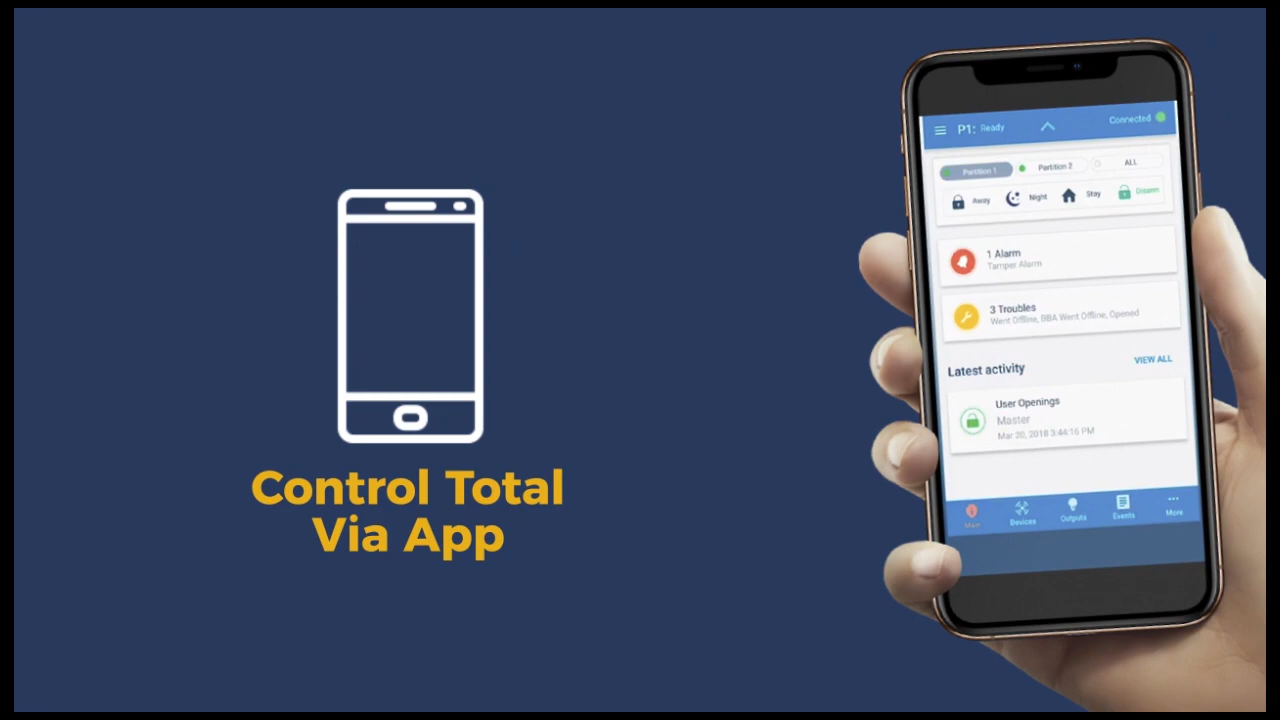 Control Total
Via App
P1: Ready
Connected
Partition 1
Partition 2
ALL
Away
Night
Stay
Disarm
1 Alarm
Tamper Alarm
3 Troubles
Went Offline, BBA Went Offline, Opened
Latest activity
VIEW ALL
User Openings
Master
Mar 20, 2018 3:44:16 PM
Main
Devices
Outputs
Events
More